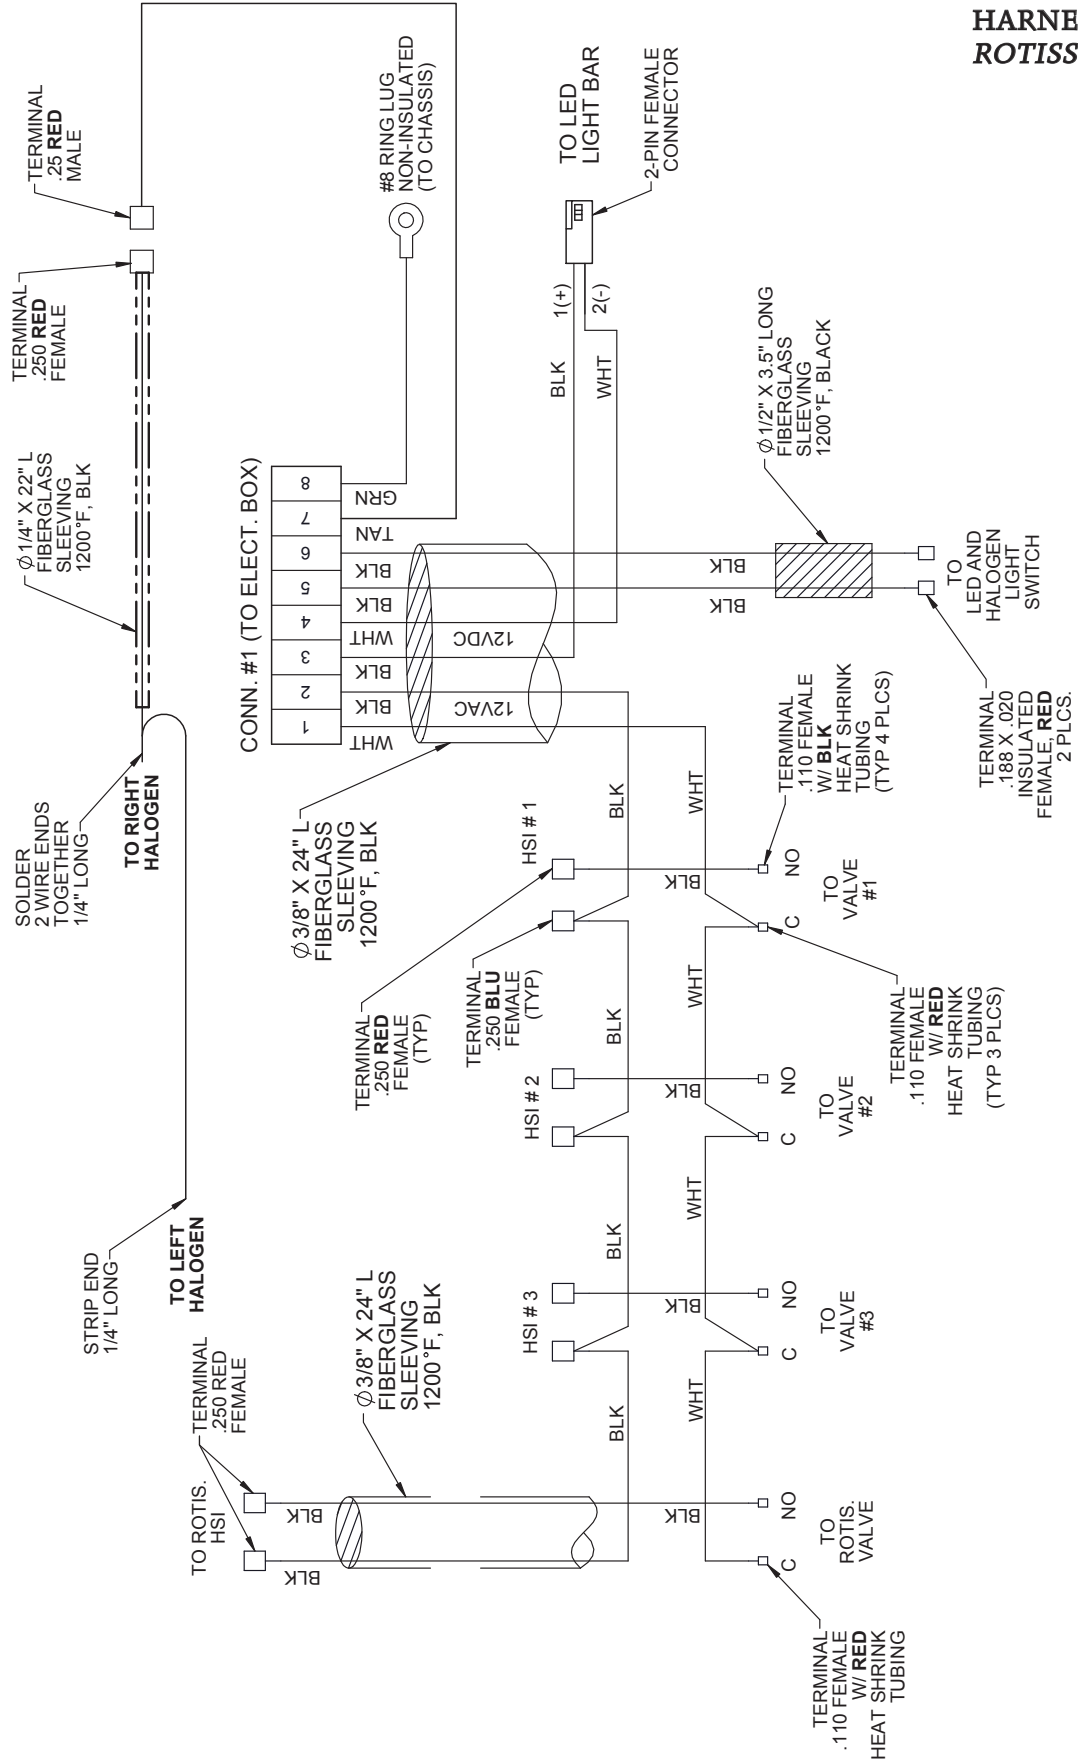 HARNE
ROTISS
STRIP END
1/4" LONG
TO LEFT
HALOGEN
SOLDER
2 WIRE ENDS
TOGETHER
1/4" LONG
TO RIGHT
HALOGEN
Ø 1/4" X 22" L
FIBERGLASS
SLEEVING
1200°F, BLK
TERMINAL
.250 RED
FEMALE
TERMINAL
.25 RED
MALE
TO ROTIS.
HSI
TERMINAL
.250 RED
FEMALE
Ø 3/8" X 24" L
FIBERGLASS
SLEEVING
1200°F, BLK
BLK
BLK
CONN. #1 (TO ELECT. BOX)
1
2
3
4
5
6
7
8
WHT
BLK
BLK
WHT
BLK
BLK
TAN
GRN
12VAC
12VDC
#8 RING LUG
NON-INSULATED
(TO CHASSIS)
Ø 3/8" X 24" L
FIBERGLASS
SLEEVING
1200°F, BLK
TERMINAL
.250 RED
FEMALE
(TYP)
TERMINAL
.250 BLU
FEMALE
(TYP)
HSI # 3
HSI # 2
HSI # 1
1(+)
2(-)
BLK
WHT
TO LED
LIGHT BAR
2-PIN FEMALE
CONNECTOR
BLK
BLK
BLK
BLK
BLK
BLK
BLK
BLK
WHT
WHT
WHT
WHT
BLK
BLK
Ø 1/2" X 3.5" LONG
FIBERGLASS
SLEEVING
1200°F, BLACK
C
NO
TO
ROTIS.
VALVE
C
NO
TO
VALVE
#3
C
NO
TO
VALVE
#2
C
NO
TO
VALVE
#1
TERMINAL
.110 FEMALE
W/ BLK
HEAT SHRINK
TUBING
(TYP 4 PLCS)
TERMINAL
.110 FEMALE
W/ RED
HEAT SHRINK
TUBING
TERMINAL
.110 FEMALE
W/ RED
HEAT SHRINK
TUBING
(TYP 3 PLCS)
TERMINAL
.188 X .020
INSULATED
FEMALE, RED
2 PLCS.
TO
LED AND
HALOGEN
LIGHT
SWITCH